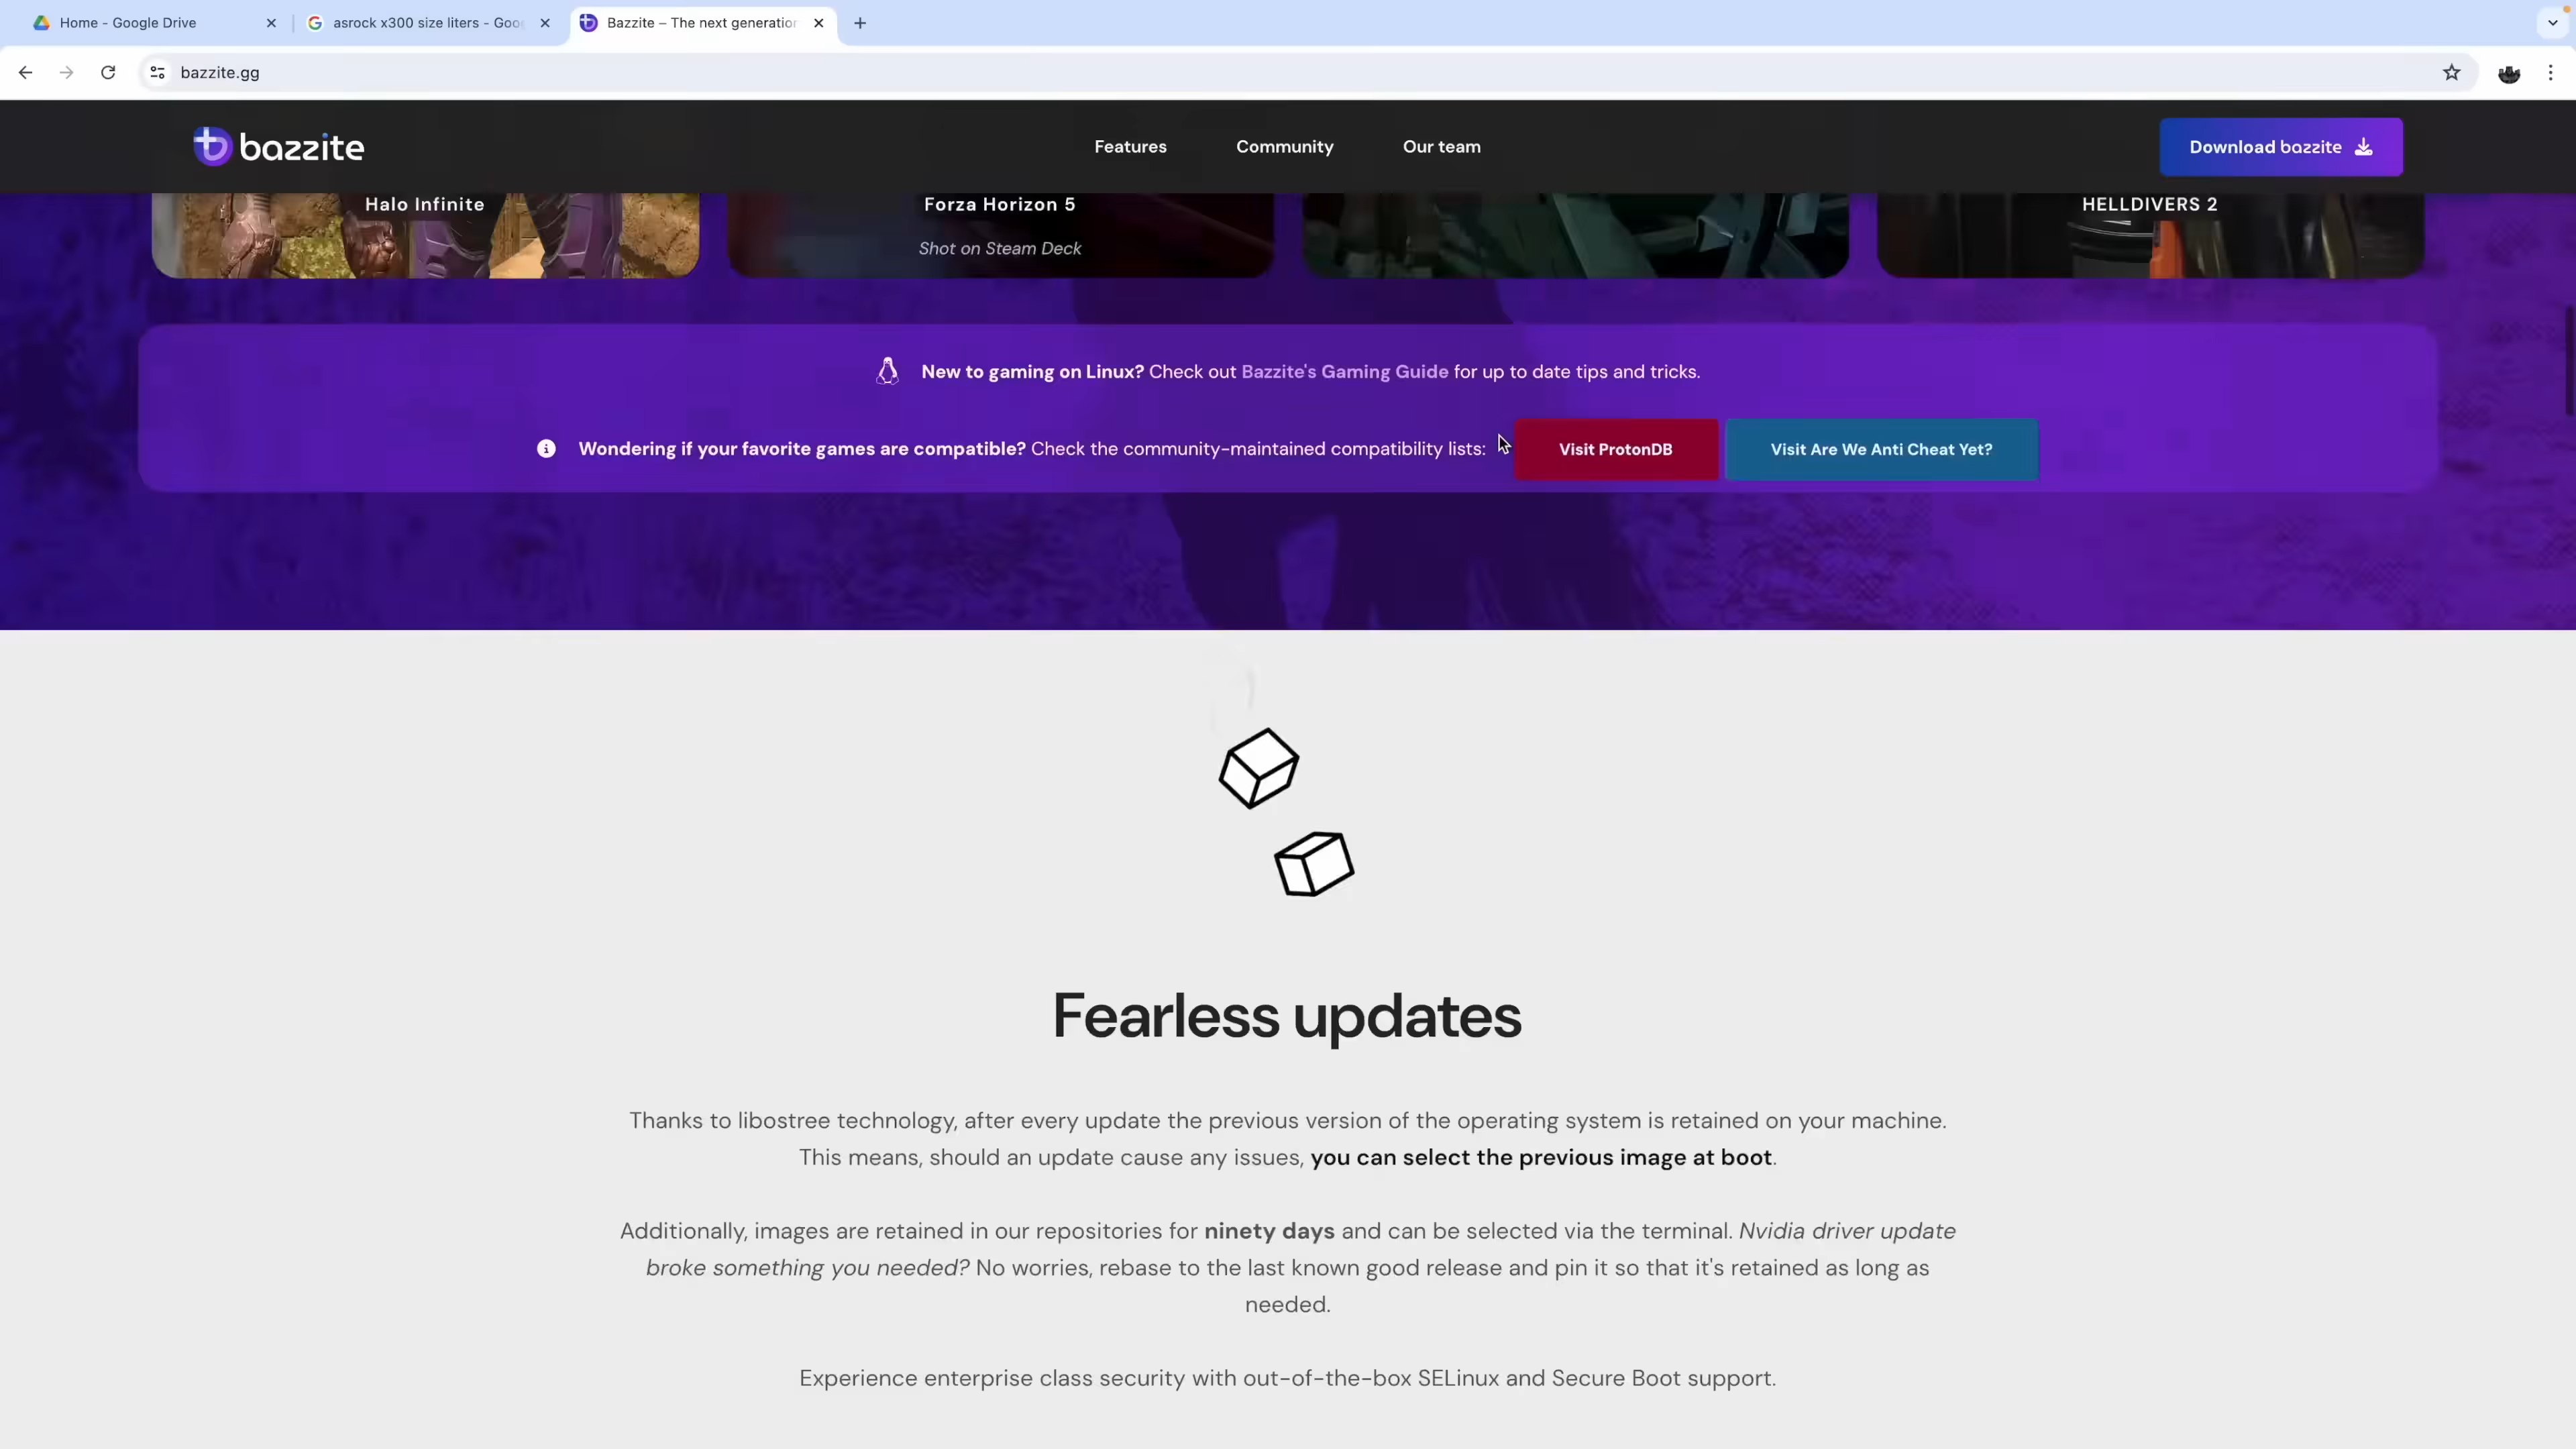 Home - Google Drive
asrock x300 size liters - Goo
Bazzite – The next generation
bazzite.gg
bazzite
Features
Community
Our team
Download bazzite
Halo Infinite
Forza Horizon 5
HELLDIVERS 2
Shot on Steam Deck
New to gaming on Linux? Check out Bazzite's Gaming Guide for up to date tips and tricks.
Wondering if your favorite games are compatible? Check the community-maintained compatibility lists:
Visit ProtonDB
Visit Are We Anti Cheat Yet?
Fearless updates
Thanks to libostree technology, after every update the previous version of the operating system is retained on your machine.
This means, should an update cause any issues, you can select the previous image at boot.
Additionally, images are retained in our repositories for ninety days and can be selected via the terminal. Nvidia driver update
broke something you needed? No worries, rebase to the last known good release and pin it so that it's retained as long as
needed.
Experience enterprise class security with out-of-the-box SELinux and Secure Boot support.